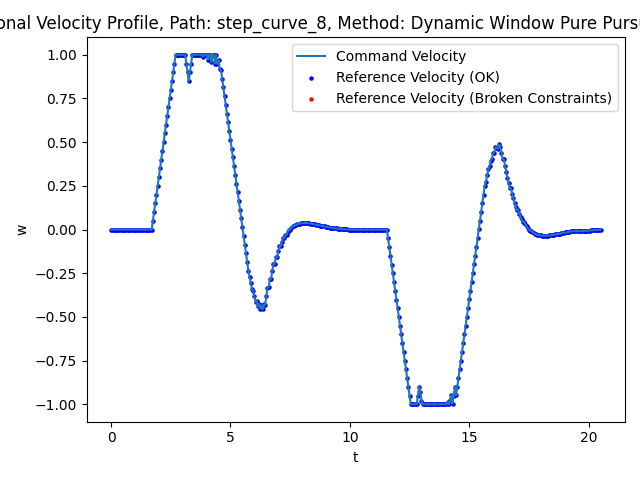 onal Velocity Profile, Path: step_curve_8, Method: Dynamic Window Pure Pursu
Command Velocity
Reference Velocity (OK)
Reference Velocity (Broken Constraints)
1.00
0.75
0.50
0.25
0.00
−0.25
−0.50
−0.75
−1.00
w
0 5 10 15 20
t